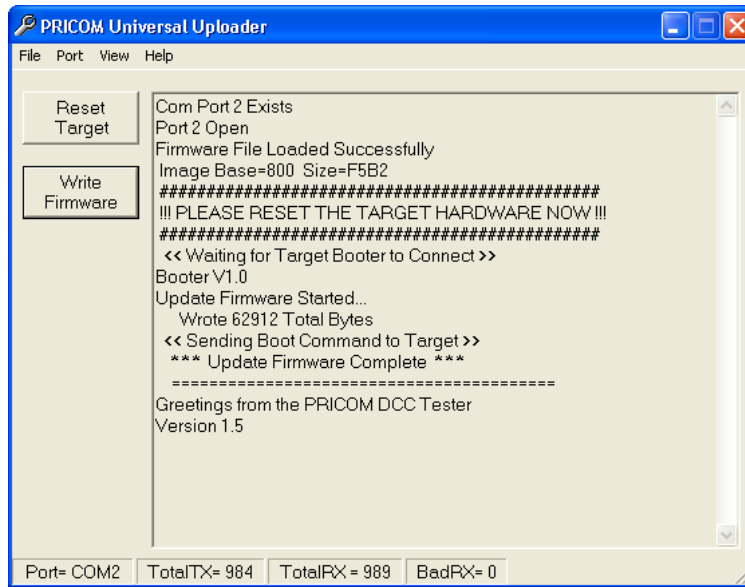 PRICOM Universal Uploader
File Port View Help
Reset
Target
Write
Firmware
Com Port 2 Exists
Port 2 Open
Firmware File Loaded Successfully
Image Base=800 Size=F5B2
###############################################
!!! PLEASE RESET THE TARGET HARDWARE NOW !!!
###############################################
<< Waiting for Target Booter to Connect >>
Booter V1.0
Update Firmware Started...
Wrote 62912 Total Bytes
<< Sending Boot Command to Target >>
*** Update Firmware Complete ***
=========================================
Greetings from the PRICOM DCC Tester
Version 1.5
Port= COM2 TotalTX= 984 TotalRX = 989 BadRX= 0